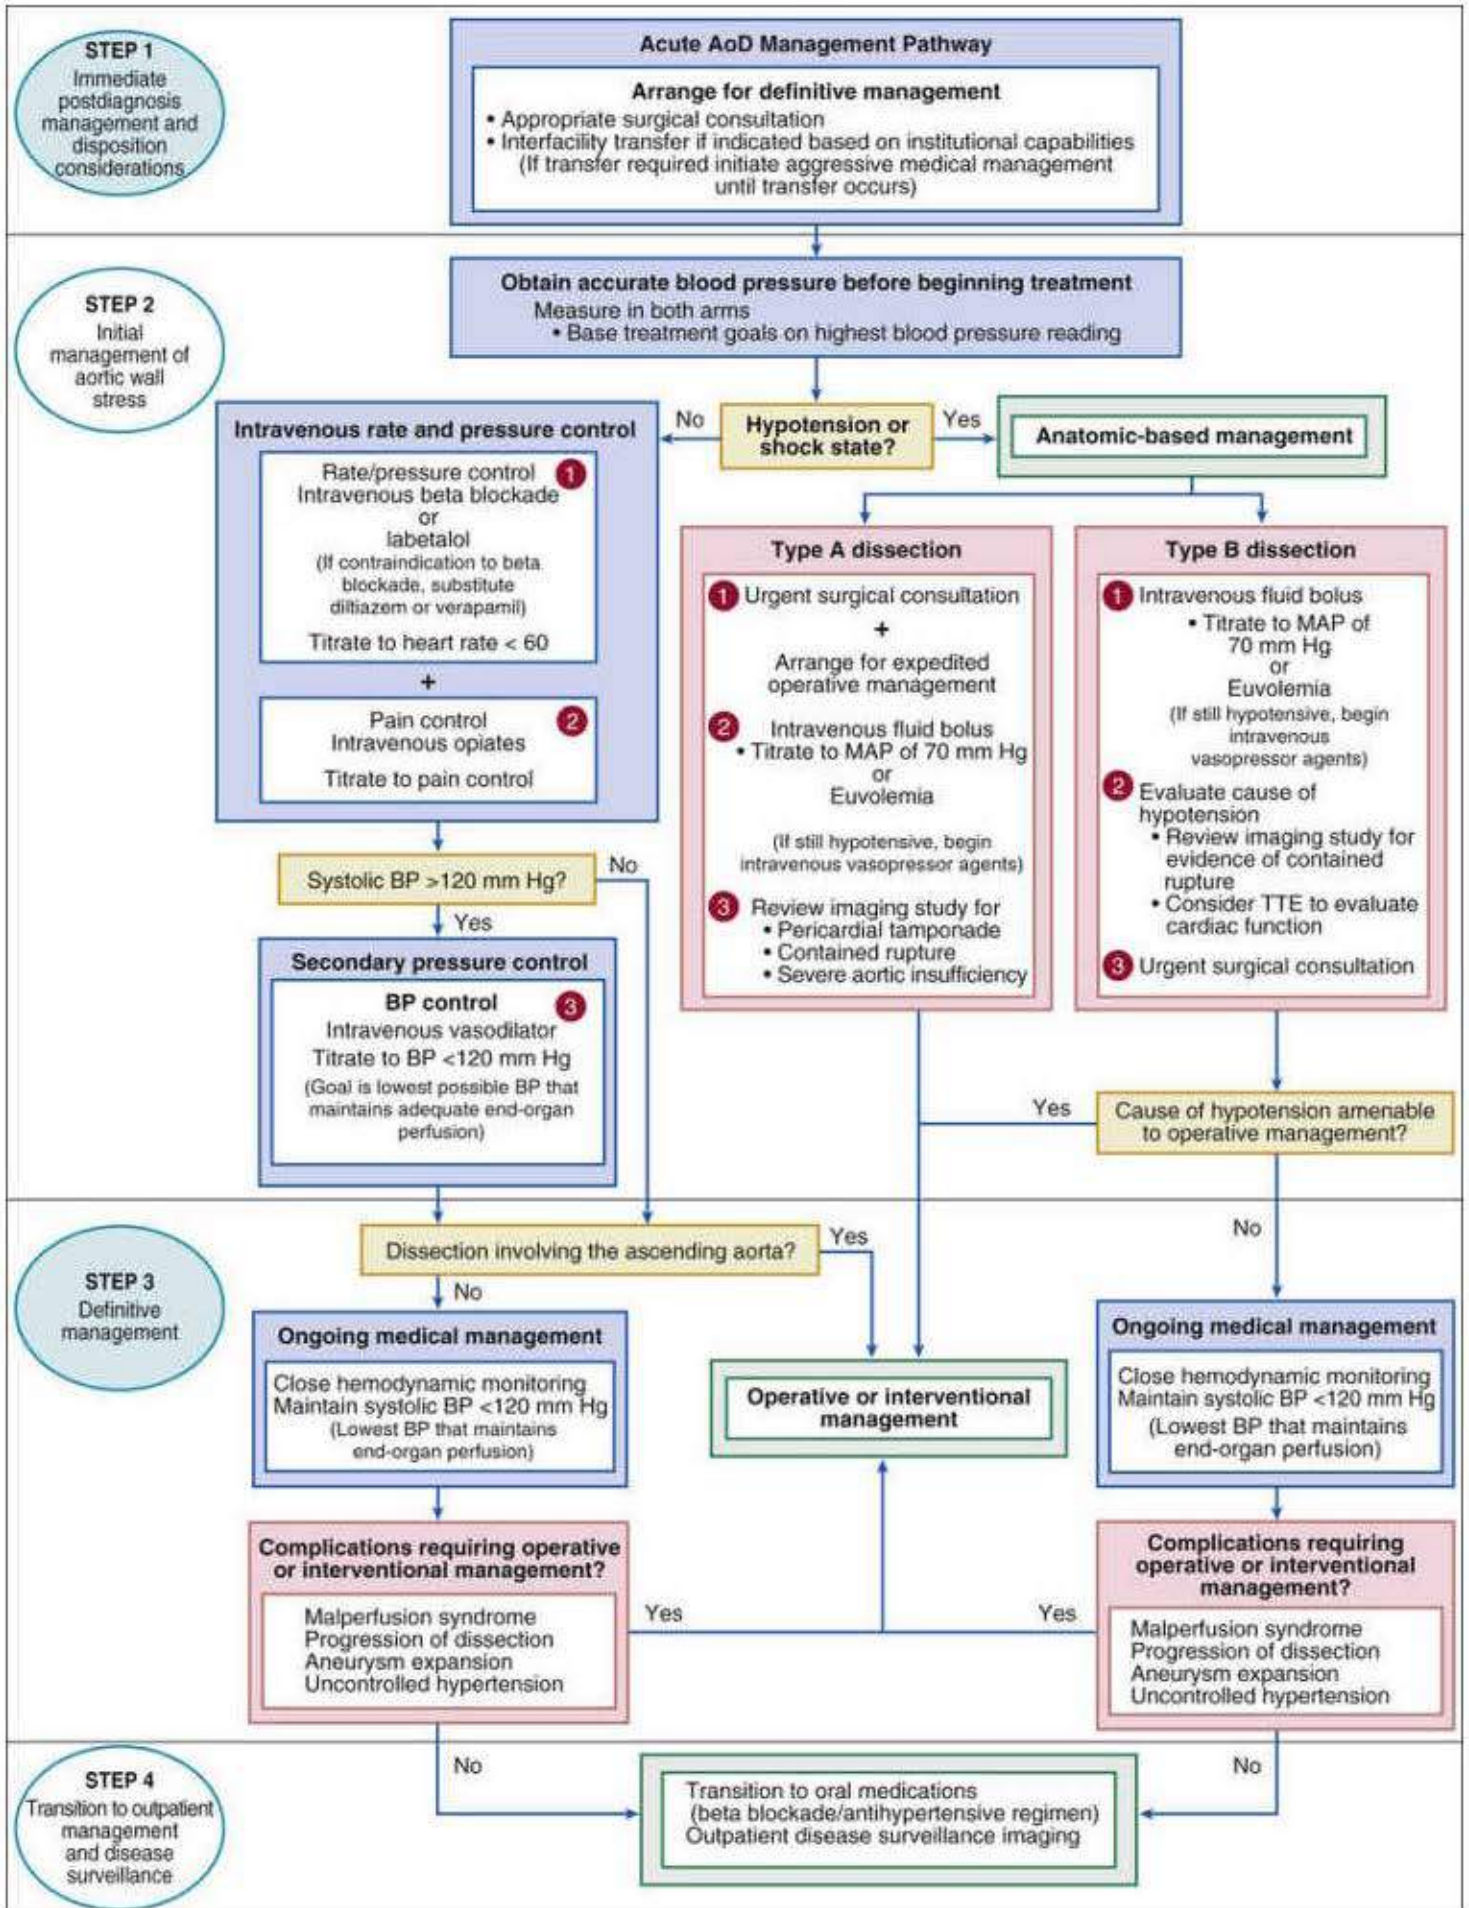 STEP 1
Immediate
postdiagnosis
management and
disposition
considerations
Acute AoD Management Pathway
Arrange for definitive management
• Appropriate surgical consultation
• Interfacility transfer if indicated based on institutional capabilities
(If transfer required initiate aggressive medical management
until transfer occurs)
STEP 2
Initial
management of
aortic wall
stress
Obtain accurate blood pressure before beginning treatment
Measure in both arms
• Base treatment goals on highest blood pressure reading
Hypotension or
shock state?
No
Yes
Intravenous rate and pressure control
Rate/pressure control
1
Intravenous beta blockade
or
labetalol
(If contraindication to beta
blockade, substitute
diltiazem or verapamil)
Titrate to heart rate < 60
+
Pain control
2
Intravenous opiates
Titrate to pain control
Systolic BP >120 mm Hg?
No
Yes
Secondary pressure control
BP control
3
Intravenous vasodilator
Titrate to BP <120 mm Hg
(Goal is lowest possible BP that
maintains adequate end-organ
perfusion)
Anatomic-based management
Type A dissection
1 Urgent surgical consultation
+
Arrange for expedited
operative management
2 Intravenous fluid bolus
• Titrate to MAP of 70 mm Hg
or
Euvolemia
(If still hypotensive, begin
intravenous vasopressor agents)
3 Review imaging study for
• Pericardial tamponade
• Contained rupture
• Severe aortic insufficiency
Type B dissection
1 Intravenous fluid bolus
• Titrate to MAP of
70 mm Hg
or
Euvolemia
(If still hypotensive, begin
intravenous
vasopressor agents)
2 Evaluate cause of
hypotension
• Review imaging study for
evidence of contained
rupture
• Consider TTE to evaluate
cardiac function
3 Urgent surgical consultation
Cause of hypotension amenable
to operative management?
Yes
No
STEP 3
Definitive
management
Dissection involving the ascending aorta?
Yes
No
Ongoing medical management
Close hemodynamic monitoring
Maintain systolic BP <120 mm Hg
(Lowest BP that maintains
end-organ perfusion)
Operative or interventional
management
Ongoing medical management
Close hemodynamic monitoring
Maintain systolic BP <120 mm Hg
(Lowest BP that maintains
end-organ perfusion)
Complications requiring operative
or interventional management?
Malperfusion syndrome
Progression of dissection
Aneurysm expansion
Uncontrolled hypertension
Yes
Yes
Complications requiring
operative or interventional
management?
Malperfusion syndrome
Progression of dissection
Aneurysm expansion
Uncontrolled hypertension
No
No
STEP 4
Transition to outpatient
management
and disease
surveillance
Transition to oral medications
(beta blockade/antihypertensive regimen)
Outpatient disease surveillance imaging